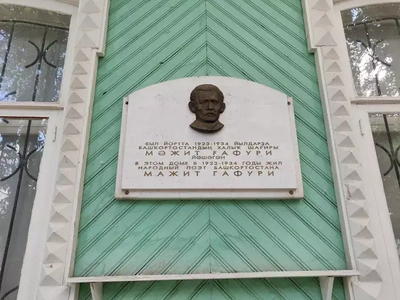 БЫЛ ЙОРТТА 1923-1934 ЙЫЛДАРҘА
БАШҠОРТОСТАНДЫҢ ХАЛЫҠ ШАҒИРЫ
МӘЖИТ ҒАФУРИ
ЙӘШӘГӘН
В ЭТОМ ДОМЕ В 1923-1934 ГОДЫ ЖИЛ
НАРОДНЫЙ ПОЭТ БАШКОРТОСТАНА
МАЖИТ ГАФУРИ